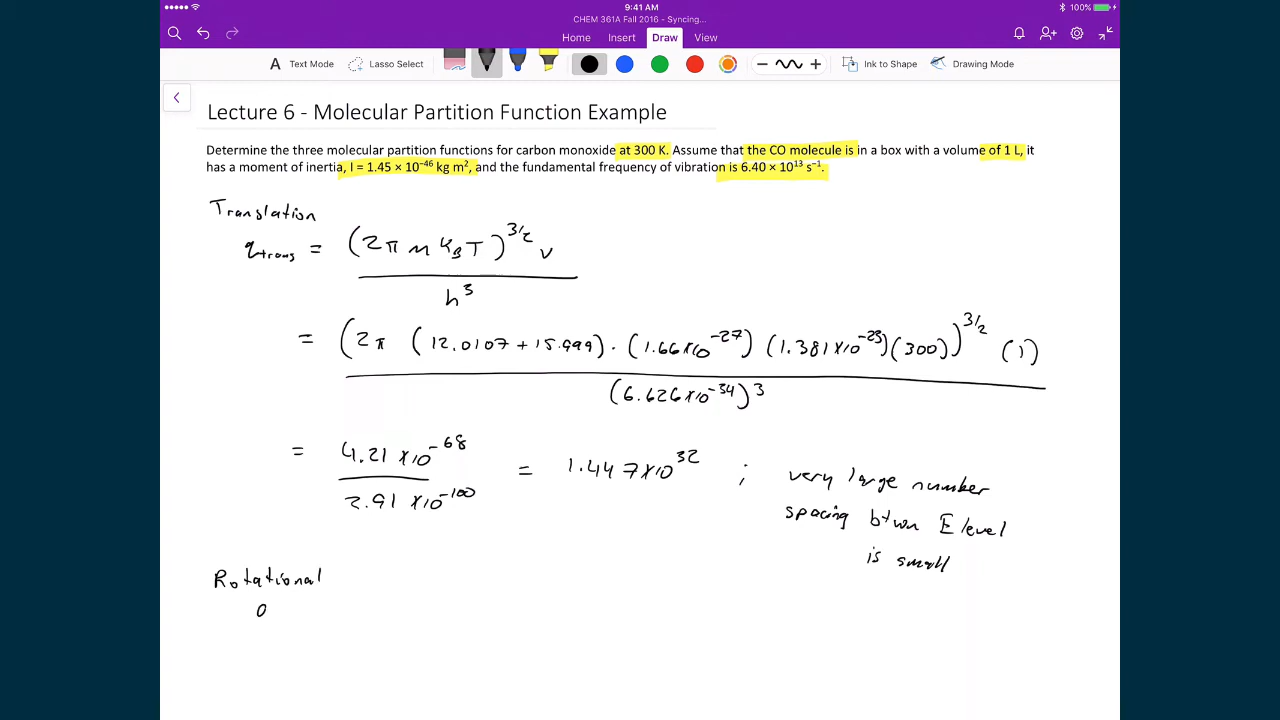 9:41 AM
100%
CHEM 361A Fall 2016 - Syncing...
Home Insert Draw View
A Text Mode Lasso Select Ink to Shape Drawing Mode
Lecture 6 - Molecular Partition Function Example
Determine the three molecular partition functions for carbon monoxide at 300 K. Assume that the CO molecule is in a box with a volume of 1 L, it
has a moment of inertia, I = 1.45 × 10⁻⁴⁶ kg m², and the fundamental frequency of vibration is 6.40 × 10¹³ s⁻¹.
Translation
q_trans = (2π m k_B T)^3/2 V
h³
= (2π (12.0107 + 15.999) · (1.66×10⁻²⁷) (1.381×10⁻²³)(300))^3/2 (1)
(6.626×10⁻³⁴)³
= 4.21 ×10⁻⁶⁸
2.91 ×10⁻¹⁰⁰
= 1.447×10³² ; very large number
spacing btwn E level
is small
Rotational
0